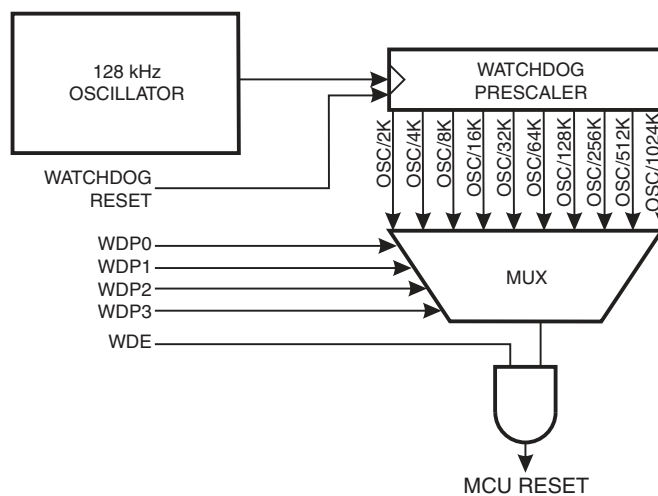 128 kHz
OSCILLATOR
WATCHDOG
PRESCALER
OSC/2K
OSC/4K
OSC/8K
OSC/16K
OSC/32K
OSC/64K
OSC/128K
OSC/256K
OSC/512K
OSC/1024K
WATCHDOG
RESET
WDP0
WDP1
WDP2
WDP3
WDE
MUX
MCU RESET